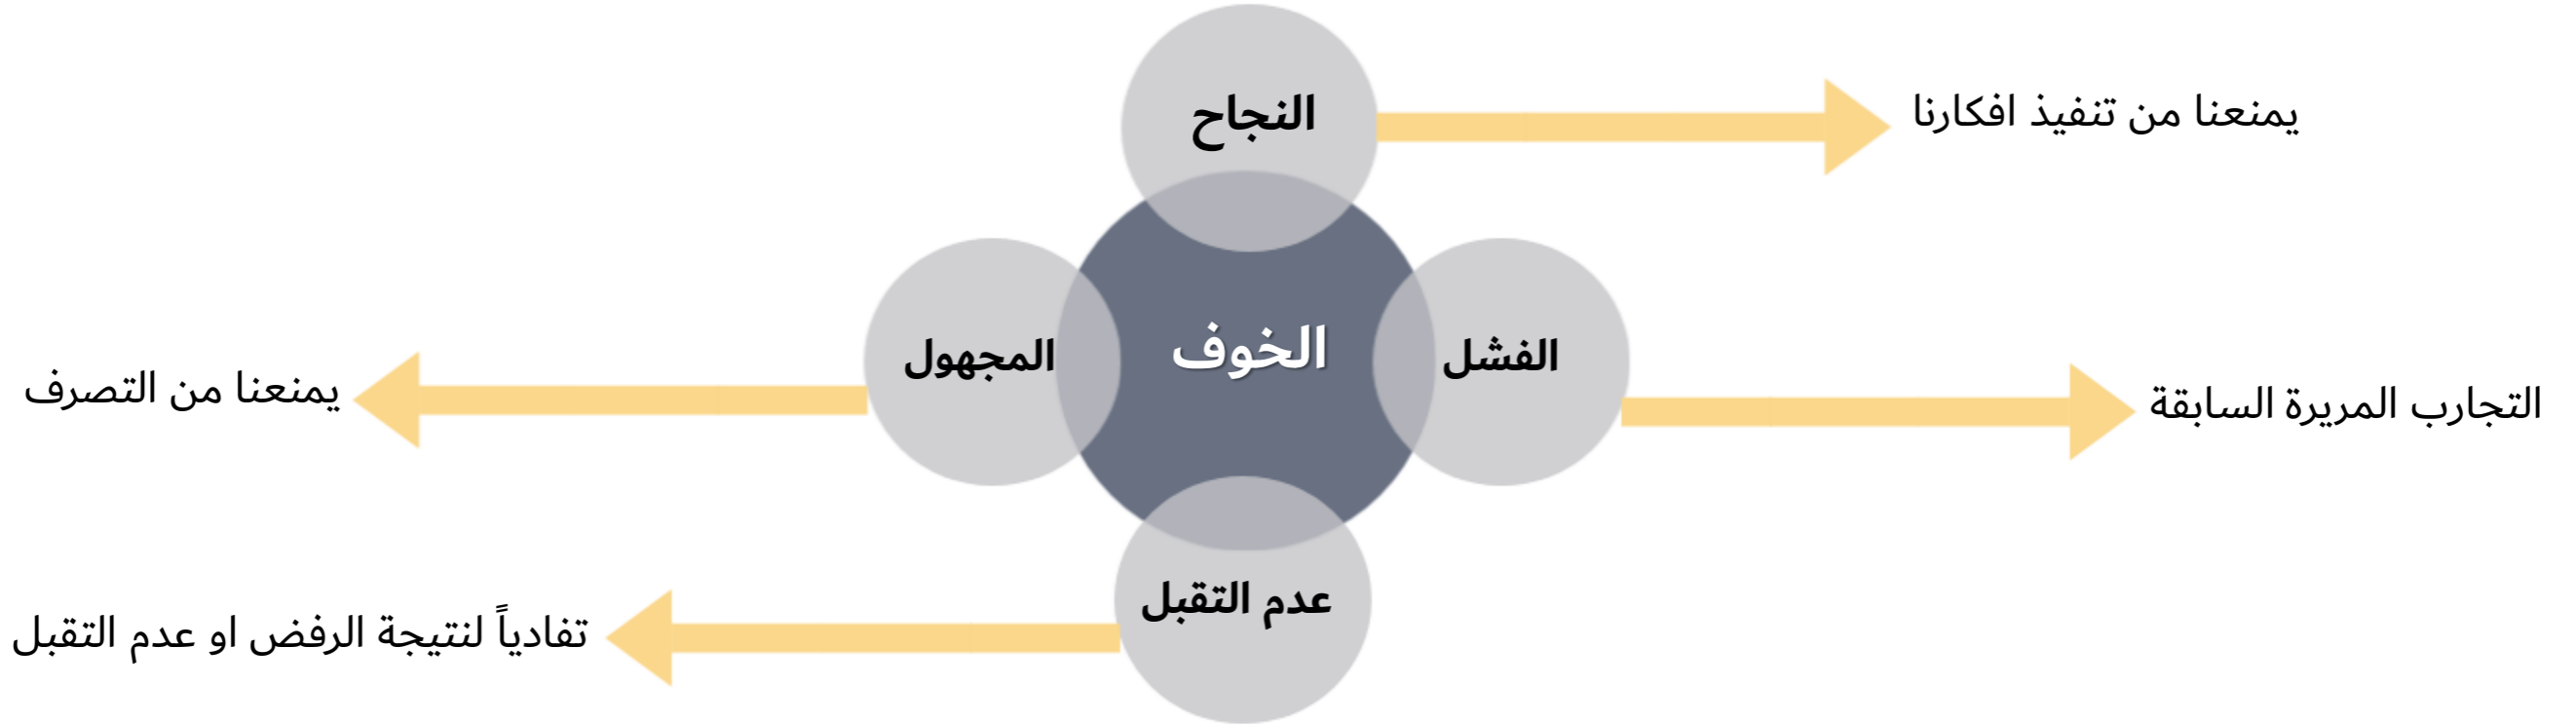 النجاح
يمنعنا من تنفيذ افكارنا
الخوف
الفشل
التجارب المريرة السابقة
المجهول
يمنعنا من التصرف
عدم التقبل
تفادياً لنتيجة الرفض او عدم التقبل